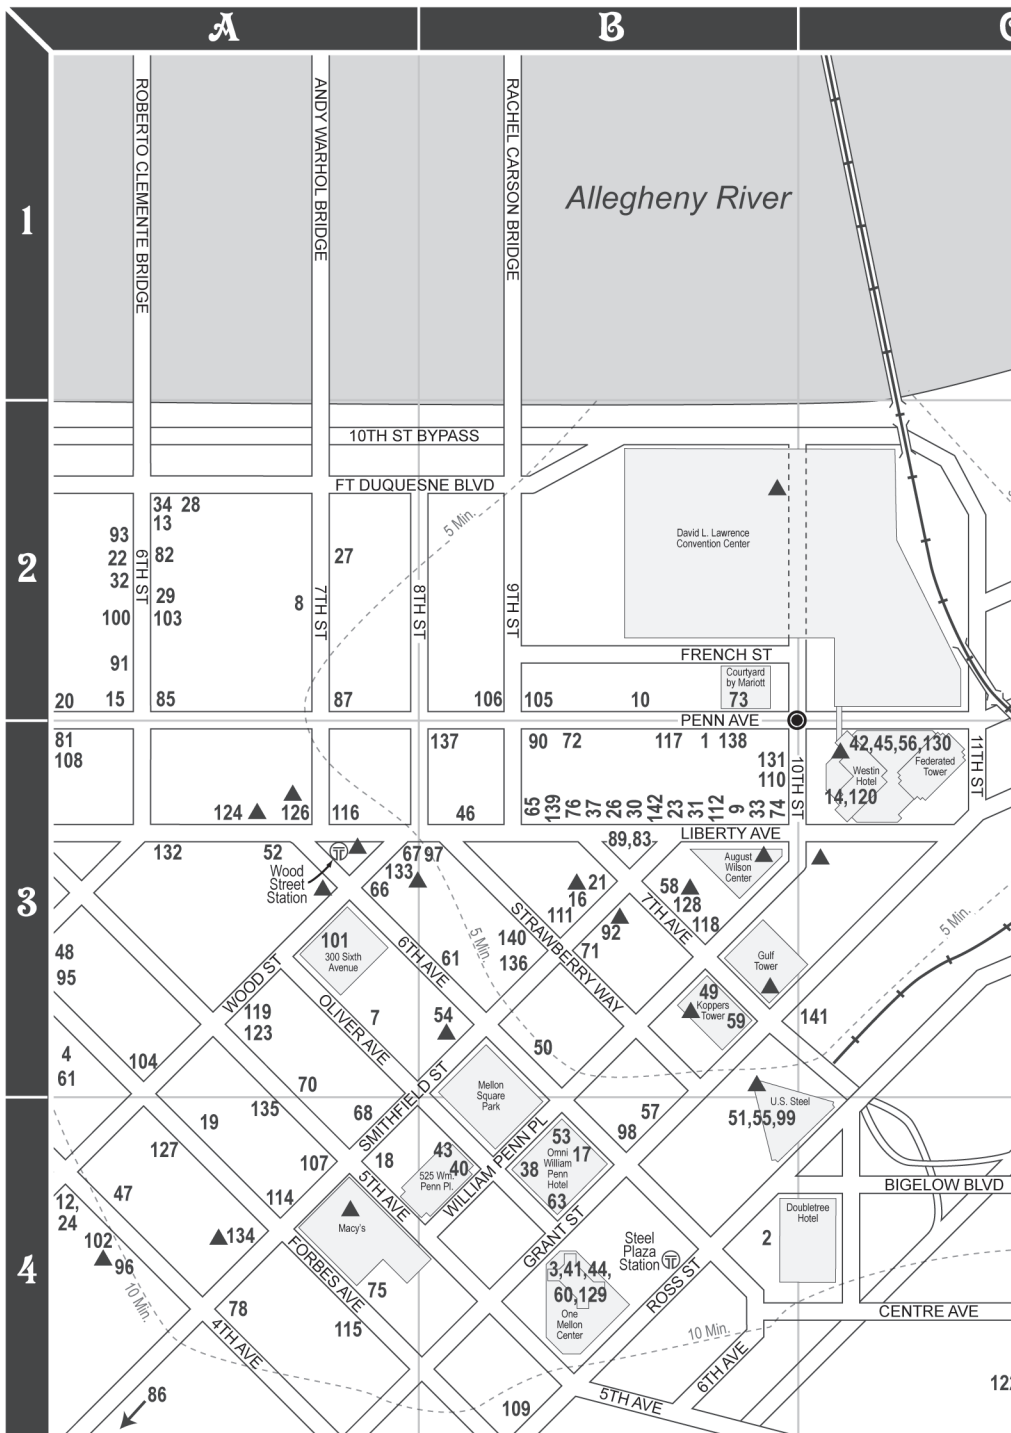 A
B
C
1
ROBERTO CLEMENTE BRIDGE
ANDY WARHOL BRIDGE
RACHEL CARSON BRIDGE
Allegheny River
2
10TH ST BYPASS
FT DUQUESNE BLVD
5 Min.
34 28
13
93
22
82
32
6TH ST
29
100
103
91
20
15
85
8
7TH ST
27
87
8TH ST
9TH ST
106
105
10
David L. Lawrence
Convention Center
FRENCH ST
Courtyard
by Mariott
73
PENN AVE
3
81
108
124
126
116
137
46
90 72
117 1 138
131
110
65
139
76
37
26
30
142
23
31
112
9
33
74
10TH ST
42,45,56,130
Westin
Hotel
Federated
Tower
14,120
11TH ST
LIBERTY AVE
132
52
Wood
Street
Station
T
67
97
133
66
89,83
August
Wilson
Center
21
16
111
58
128
118
7TH AVE
92
71
STRAWBERRY WAY
140
136
5 Min.
5 Min.
48
95
101
300 Sixth
Avenue
6TH AVE
61
WOOD ST
OLIVER AVE
119
123
7
54
Gulf
Tower
49
Koppers
Tower
59
141
4
61
104
50
70
SMITHFIELD ST
Mellon
Square
Park
U.S. Steel
51,55,99
4
19
135
68
127
107
18
43
40
525 Wm.
Penn Pl.
WILLIAM PENN PL
53
Omni
William
Penn
Hotel
17
38
63
57
98
5TH AVE
BIGELOW BLVD
12,
24
47
114
102
96
134
Macy's
GRANT ST
Steel
Plaza
Station
T
Doubletree
Hotel
2
10 Min.
FORBES AVE
75
3,41,44,
60,129
One
Mellon
Center
ROSS ST
CENTRE AVE
78
4TH AVE
115
10 Min.
6TH AVE
86
109
5TH AVE